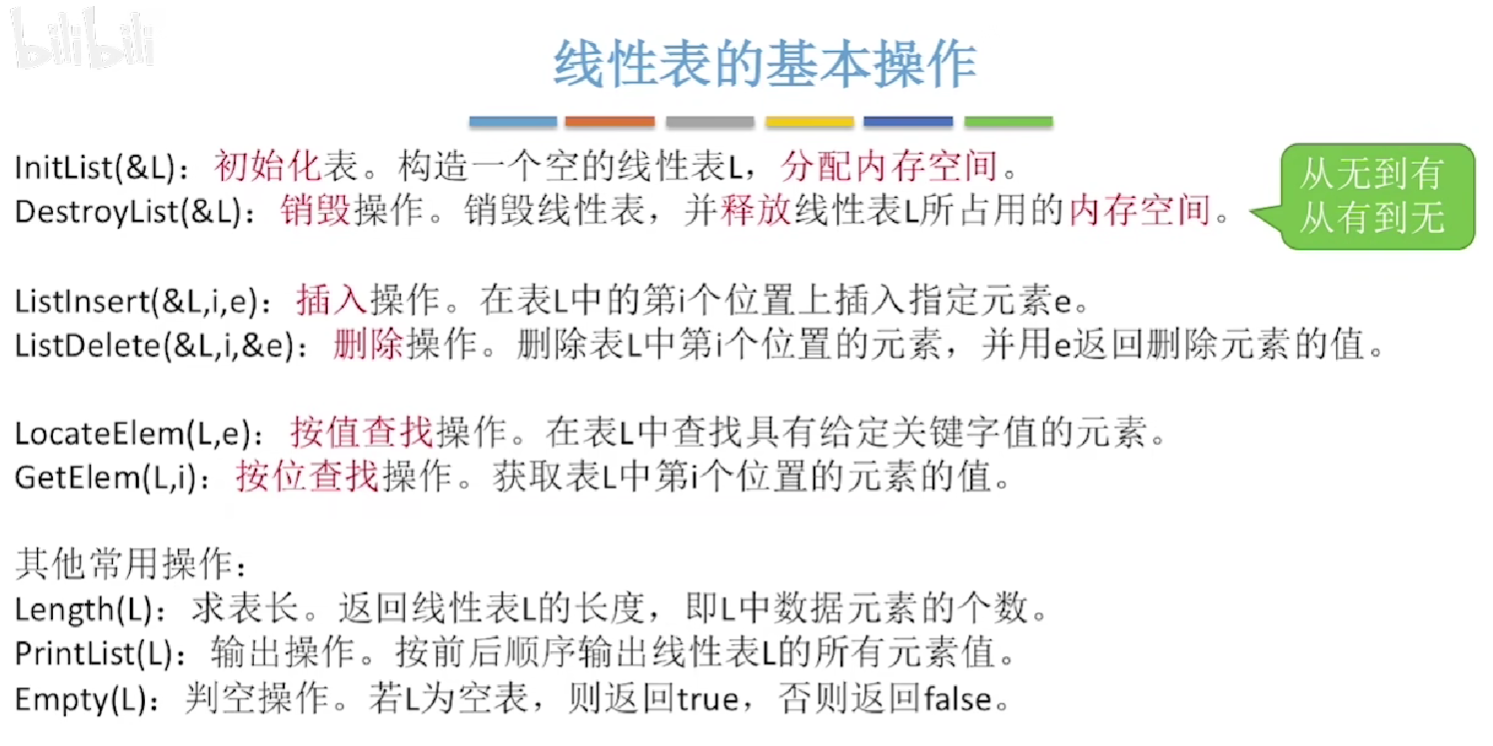 bilibili
线性表的基本操作
InitList(&L)：初始化表。构造一个空的线性表L，分配内存空间。
DestroyList(&L)：销毁操作。销毁线性表，并释放线性表L所占用的内存空间。
从无到有
从有到无
ListInsert(&L,i,e)：插入操作。在表L中的第i个位置上插入指定元素e。
ListDelete(&L,i,&e)：删除操作。删除表L中第i个位置的元素，并用e返回删除元素的值。
LocateElem(L,e)：按值查找操作。在表L中查找具有给定关键字值的元素。
GetElem(L,i)：按位查找操作。获取表L中第i个位置的元素的值。
其他常用操作：
Length(L)：求表长。返回线性表L的长度，即L中数据元素的个数。
PrintList(L)：输出操作。按前后顺序输出线性表L的所有元素值。
Empty(L)：判空操作。若L为空表，则返回true，否则返回false。